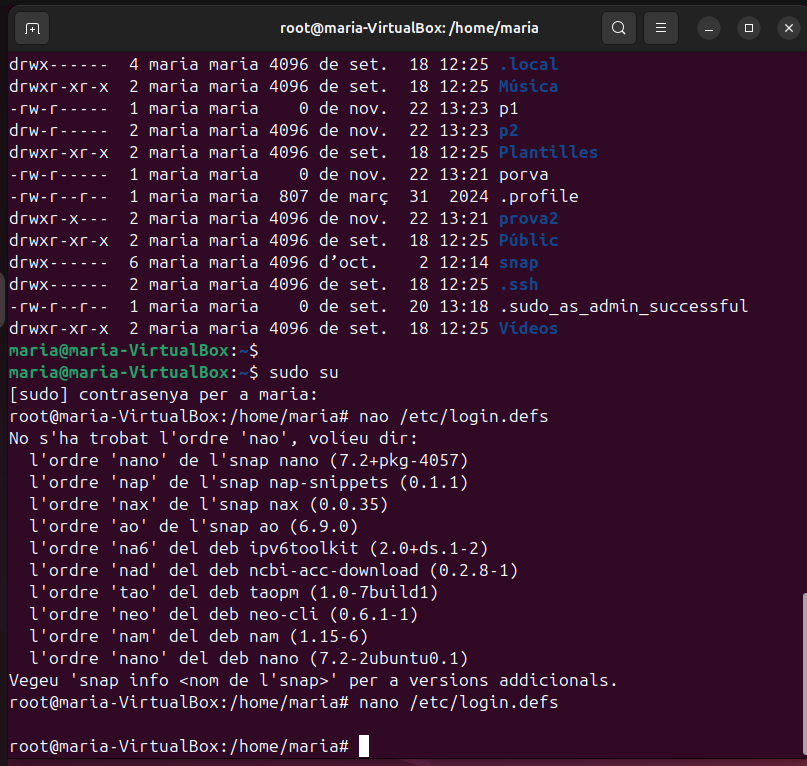 root@maria-VirtualBox: /home/maria
drwx------  4 maria maria 4096 de set.  18 12:25 .local
drwxr-xr-x  2 maria maria 4096 de set.  18 12:25 Música
-rw-r-----  1 maria maria    0 de nov.  22 13:23 p1
drw-r-----  2 maria maria 4096 de nov.  22 13:23 p2
drwxr-xr-x  2 maria maria 4096 de set.  18 12:25 Plantilles
-rw-r-----  1 maria maria    0 de nov.  22 13:21 porva
-rw-r--r--  1 maria maria  807 de març  31  2024 .profile
drwxr-x---  2 maria maria 4096 de nov.  22 13:21 prova2
drwxr-xr-x  2 maria maria 4096 de set.  18 12:25 Públic
drwx------  6 maria maria 4096 d’oct.    2 12:14 snap
drwx------  2 maria maria 4096 de set.  18 12:25 .ssh
-rw-r--r--  1 maria maria    0 de set.  20 13:18 .sudo_as_admin_successful
drwxr-xr-x  2 maria maria 4096 de set.  18 12:25 Vídeos
maria@maria-VirtualBox:~$
maria@maria-VirtualBox:~$ sudo su
[sudo] contrasenya per a maria:
root@maria-VirtualBox:/home/maria# nao /etc/login.defs
No s'ha trobat l'ordre 'nao', volíeu dir:
  l'ordre 'nano' de l'snap nano (7.2+pkg-4057)
  l'ordre 'nap' de l'snap nap-snippets (0.1.1)
  l'ordre 'nax' de l'snap nax (0.0.35)
  l'ordre 'ao' de l'snap ao (6.9.0)
  l'ordre 'na6' del deb ipv6toolkit (2.0+ds.1-2)
  l'ordre 'nad' del deb ncbi-acc-download (0.2.8-1)
  l'ordre 'tao' del deb taopm (1.0-7build1)
  l'ordre 'neo' del deb neo-cli (0.6.1-1)
  l'ordre 'nam' del deb nam (1.15-6)
  l'ordre 'nano' del deb nano (7.2-2ubuntu0.1)
Vegeu 'snap info <nom de l'snap>' per a versions addicionals.
root@maria-VirtualBox:/home/maria# nano /etc/login.defs
root@maria-VirtualBox:/home/maria#